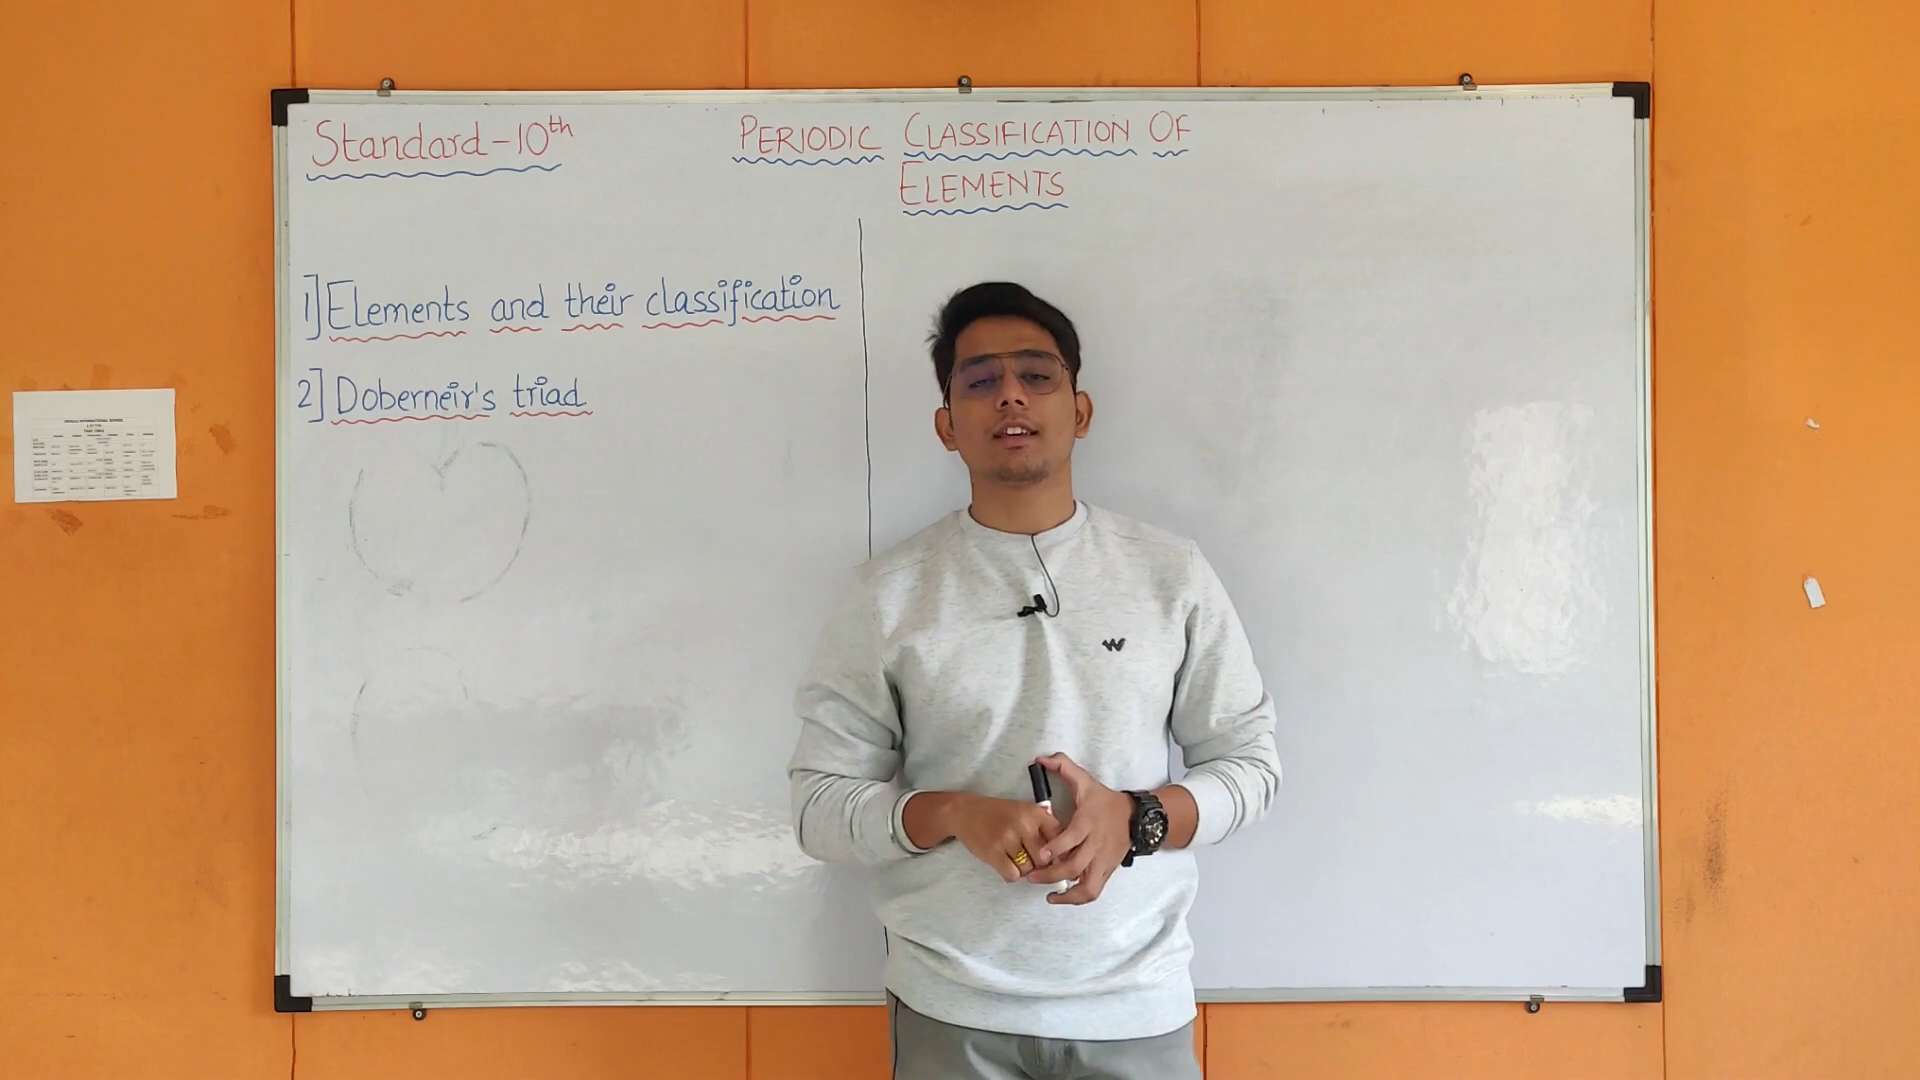 Standard-10th
PERIODIC CLASSIFICATION OF
ELEMENTS
1] Elements and their classification
2] Doberneir's triad